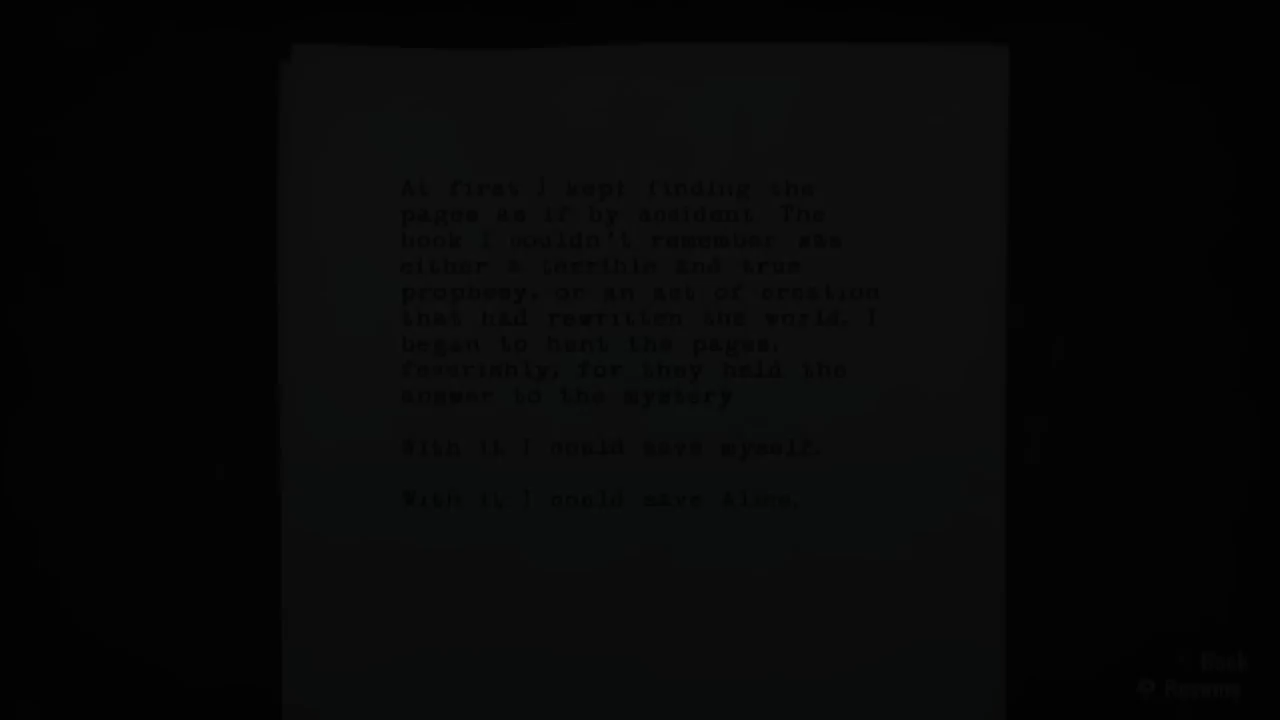 At first I kept finding the
pages as if by accident. The
book I couldn't remember was
either a terrible and true
prophesy, or an act of creation
that had rewritten the world. I
began to hunt the pages,
feverishly, for they held the
answer to the mystery.
With it I could save myself.
With it I could save Alice.
Back
Resume